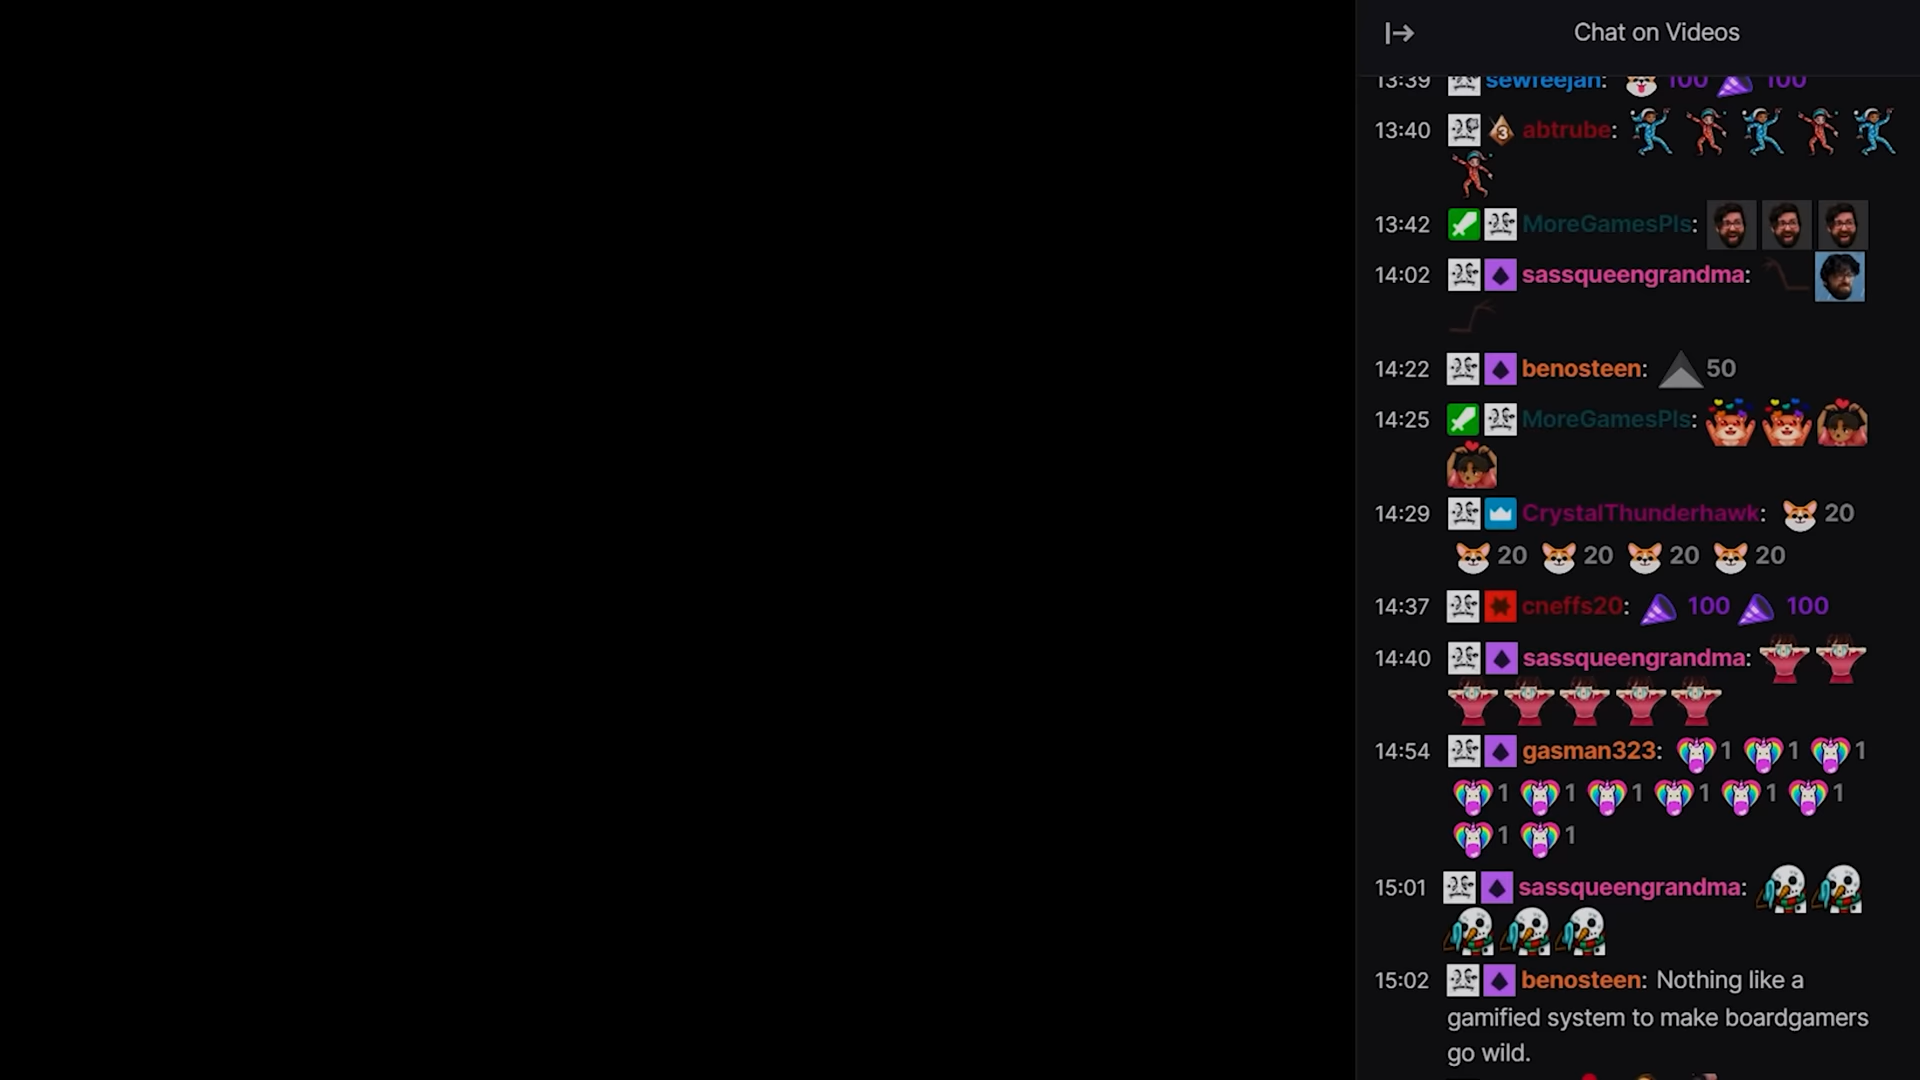 Chat on Videos
13:39 sewfeejan: 100 100
13:40 3 abtrube:
13:42 MoreGamesPls:
14:02 sassqueengrandma:
14:22 benosteen: 50
14:25 MoreGamesPls:
14:29 CrystalThunderhawk: 20
20 20 20 20
14:37 cneffs20: 100 100
14:40 sassqueengrandma:
14:54 gasman323: 1 1 1
1 1 1 1 1 1
1 1
15:01 sassqueengrandma:
15:02 benosteen: Nothing like a
gamified system to make boardgamers
go wild.